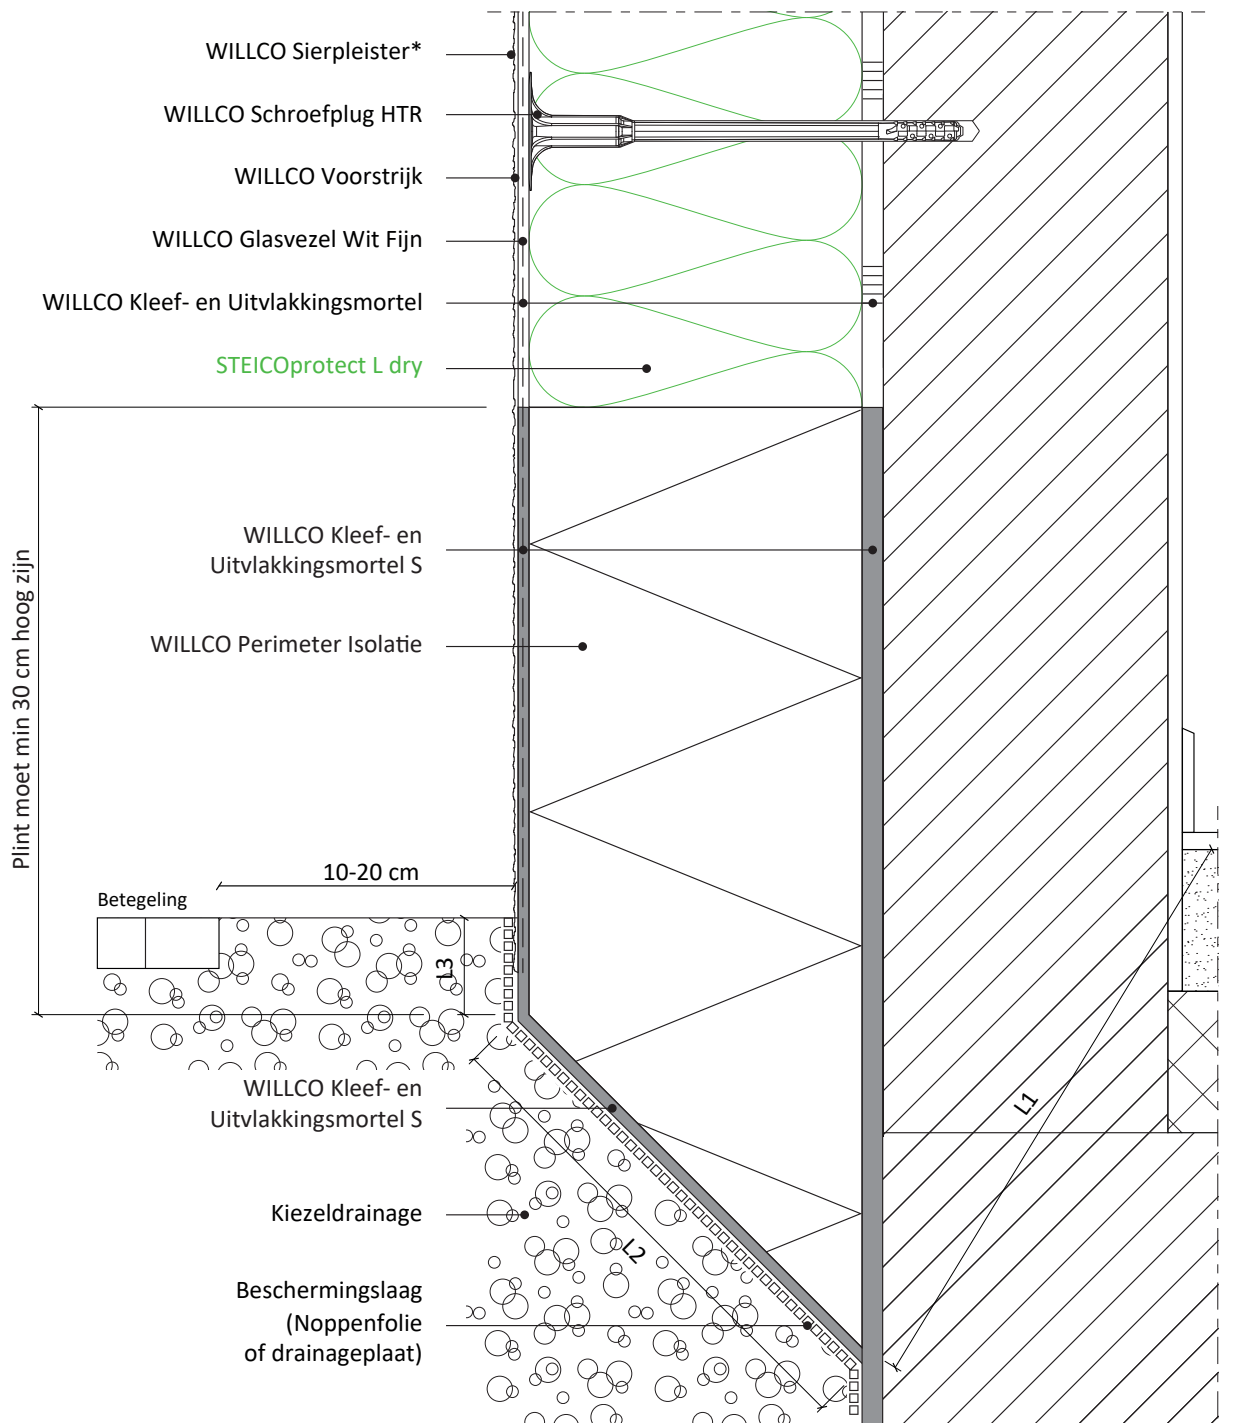 WILLCO Sierpleister*
WILLCO Schroefplug HTR
WILLCO Voorstrijk
WILLCO Glasvezel Wit Fijn
WILLCO Kleef- en Uitvlakkingsmortel
STEICOprotect L dry
WILLCO Kleef- en
Uitvlakkingsmortel S
WILLCO Perimeter Isolatie
Plint moet min 30 cm hoog zijn
10-20 cm
Betegeling
L3
L1
WILLCO Kleef- en
Uitvlakkingsmortel S
Kiezeldrainage
L2
Beschermingslaag
(Noppenfolie
of drainageplaat)